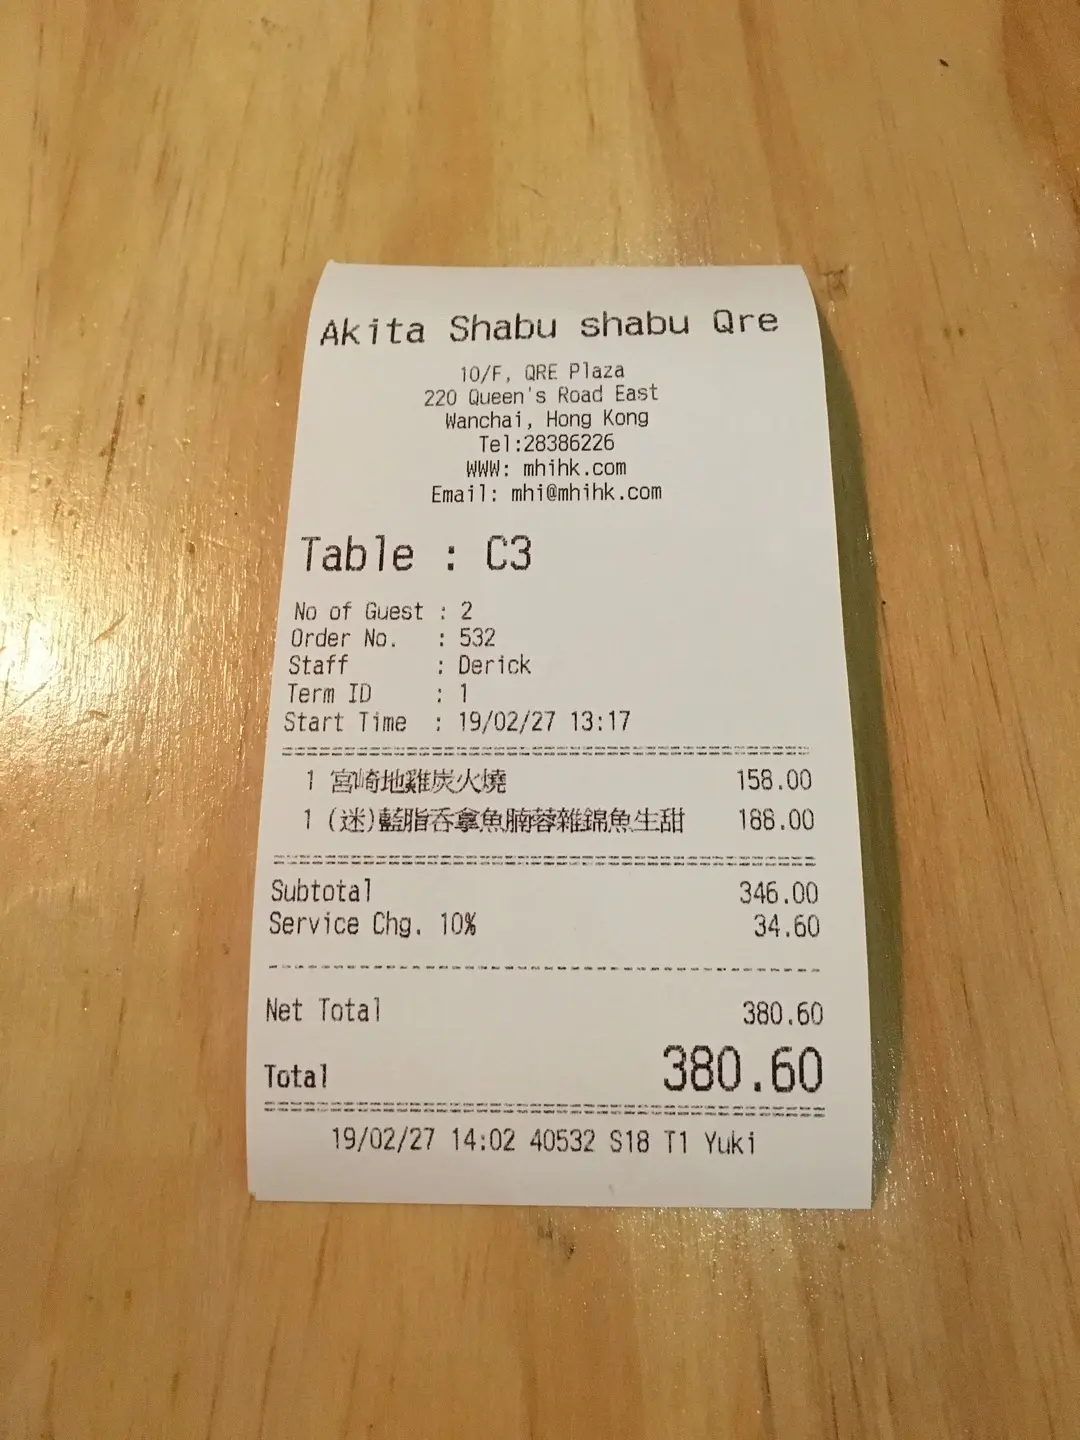 Akita Shabu shabu Qre
10/F, QRE Plaza
220 Queen's Road East
Wanchai, Hong Kong
Tel:28386226
WWW: mhihk.com
Email: mhi@mhihk.com
Table : C3
No of Guest : 2
Order No. : 532
Staff : Derick
Term ID : 1
Start Time : 19/02/27 13:17
1 宮崎地雞炭火燒 158.00
1 (迷)藍脂吞拿魚腩蓉雜錦魚生甜 188.00
Subtotal 346.00
Service Chg. 10% 34.60
Net Total 380.60
Total 380.60
19/02/27 14:02 40532 S18 T1 Yuki